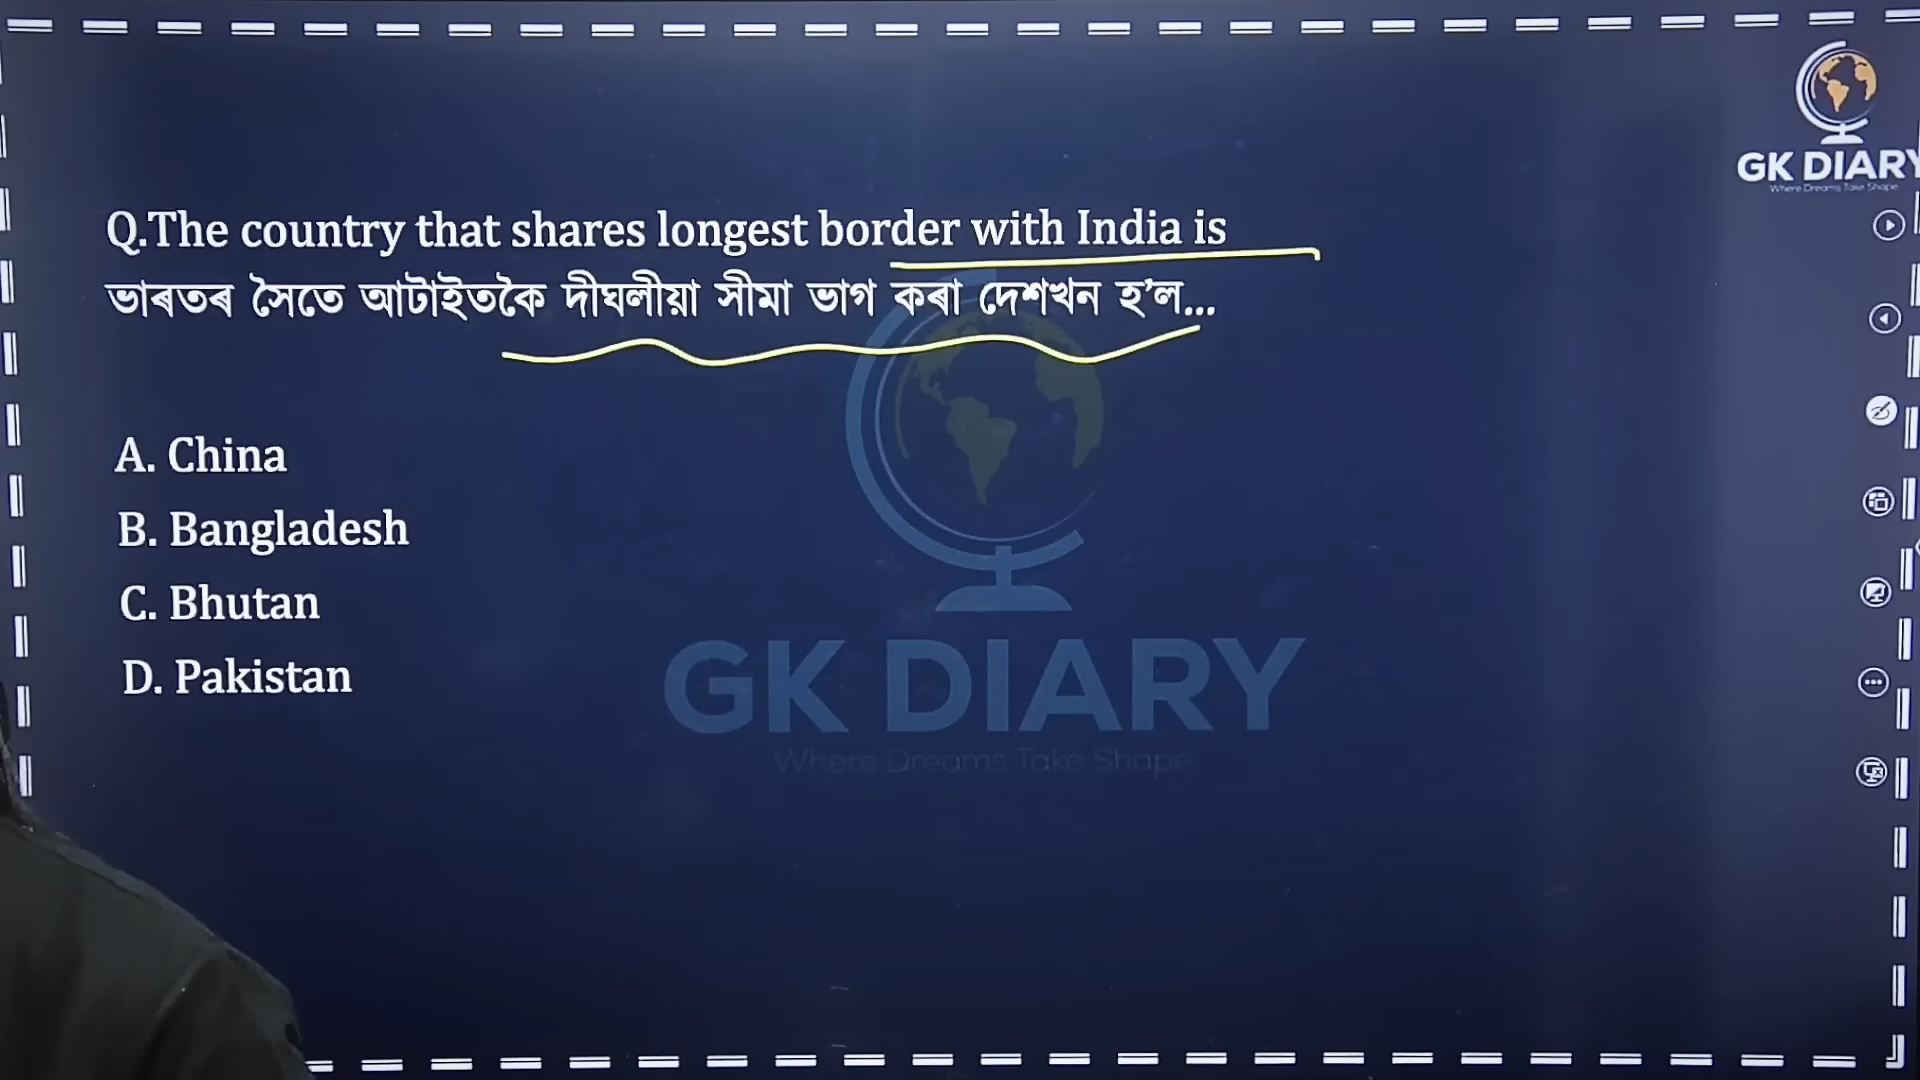 GK DIARY
Where Dreams Take Shape
Q.The country that shares longest border with India is
ভাৰতৰ সৈতে আটাইতকৈ দীঘলীয়া সীমা ভাগ কৰা দেশখন হ'ল...
A. China
B. Bangladesh
C. Bhutan
D. Pakistan
GK DIARY
Where Dreams Take Shape